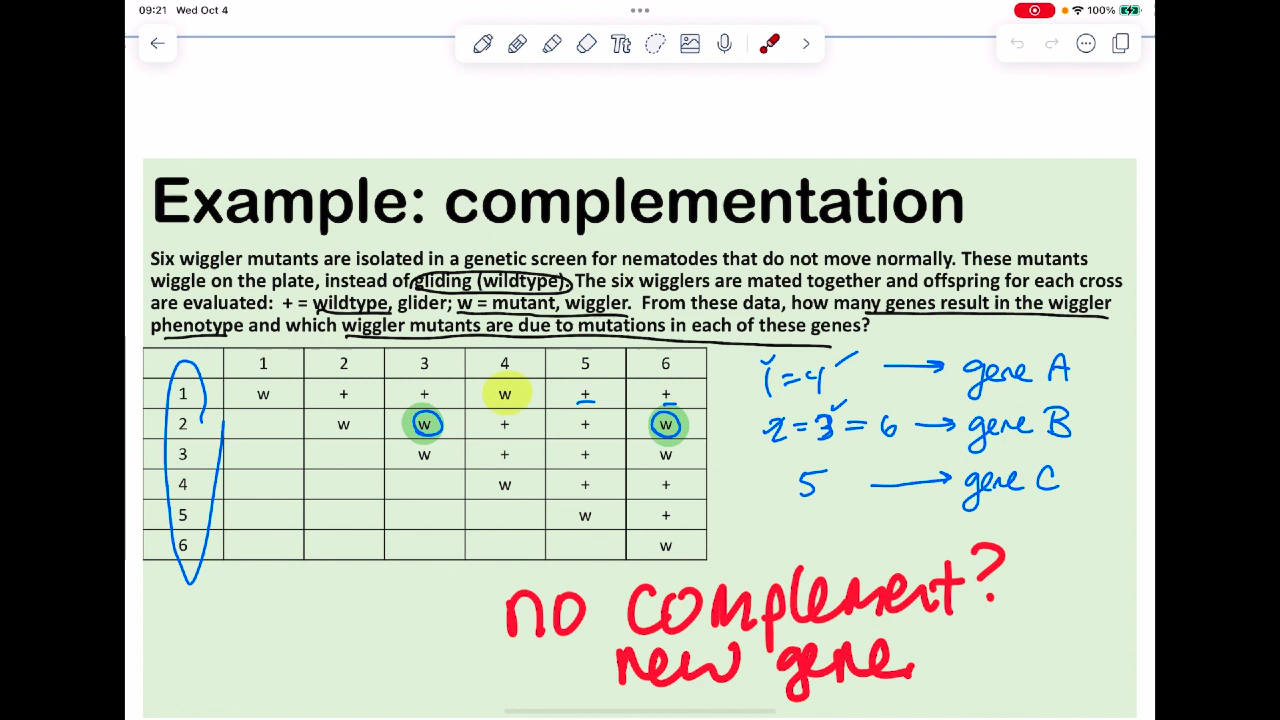 09:21 Wed Oct 4
100%
Tt
Example: complementation
Six wiggler mutants are isolated in a genetic screen for nematodes that do not move normally. These mutants
wiggle on the plate, instead of gliding (wildtype). The six wigglers are mated together and offspring for each cross
are evaluated: + = wildtype, glider; w = mutant, wiggler. From these data, how many genes result in the wiggler
phenotype and which wiggler mutants are due to mutations in each of these genes?
1 2 3 4 5 6
1 w + + w + +
2 w w + + w
3 w + + w
4 w + +
5 w +
6 w
1=4 → gene A
2=3=6 → gene B
5 → gene C
no complement?
new gene.